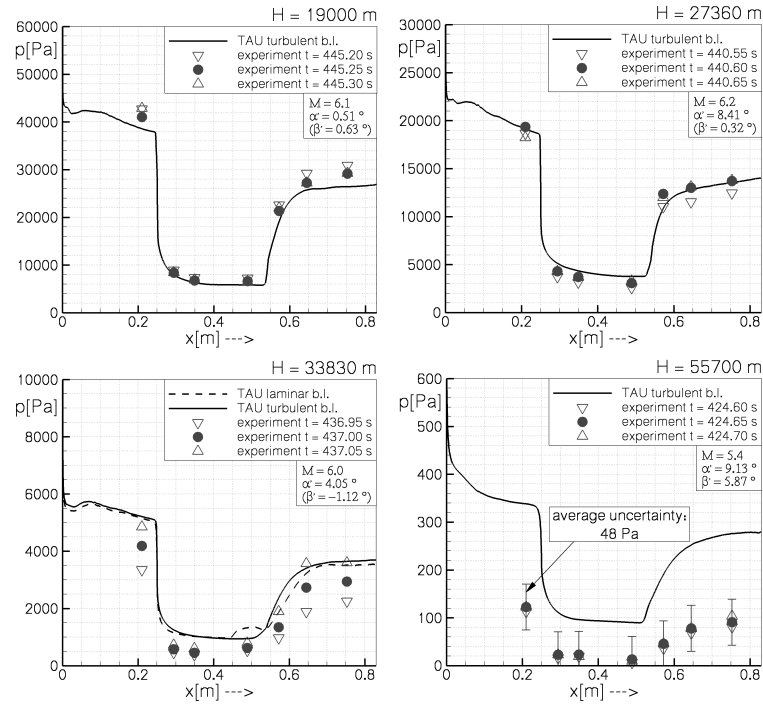 H = 19000 m
p[Pa]
TAU turbulent b.l.
experiment t = 445.20 s
experiment t = 445.25 s
experiment t = 445.30 s
M = 6.1
α' = 0.51 °
(β' = 0.63 °)
60000
50000
40000
30000
20000
10000
0
0 0.2 0.4 0.6 0.8
x[m] --->
H = 27360 m
p[Pa]
TAU turbulent b.l.
experiment t = 440.55 s
experiment t = 440.60 s
experiment t = 440.65 s
M = 6.2
α' = 8.41 °
(β' = 0.32 °)
30000
25000
20000
15000
10000
5000
0
0 0.2 0.4 0.6 0.8
x[m] --->
H = 33830 m
p[Pa]
TAU laminar b.l.
TAU turbulent b.l.
experiment t = 436.95 s
experiment t = 437.00 s
experiment t = 437.05 s
M = 6.0
α' = 4.05 °
(β' = −1.12 °)
10000
8000
6000
4000
2000
0
0 0.2 0.4 0.6 0.8
x[m] --->
H = 55700 m
p[Pa]
TAU turbulent b.l.
experiment t = 424.60 s
experiment t = 424.65 s
experiment t = 424.70 s
M = 5.4
α' = 9.13 °
β' = 5.87 °
average uncertainty:
48 Pa
600
500
400
300
200
100
0
0 0.2 0.4 0.6 0.8
x[m] --->